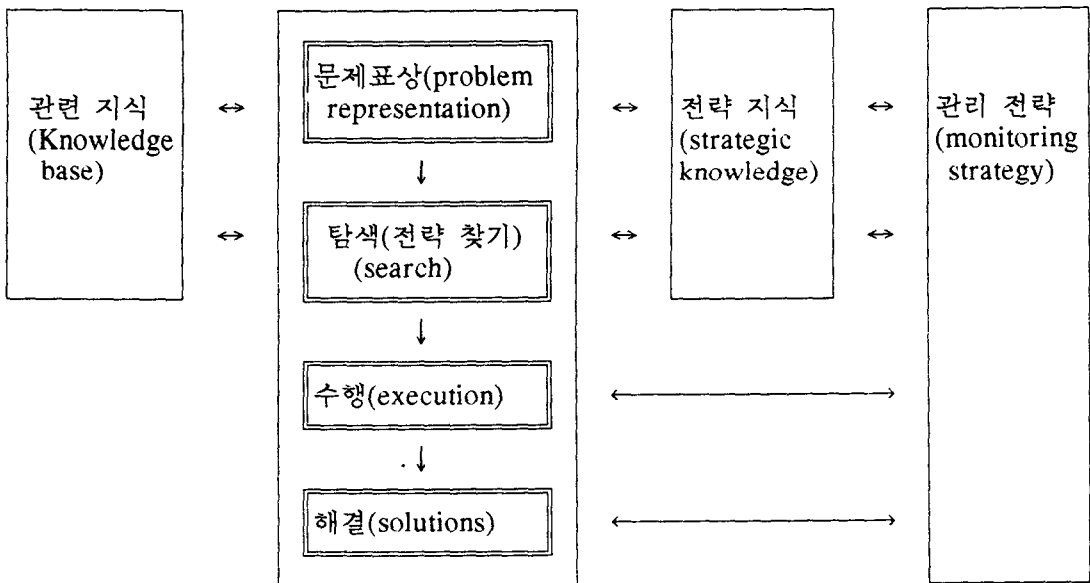 관련 지식
(Knowledge
base)
↔
↔
문제표상(problem
representation)
↓
탐색(전략 찾기)
(search)
↓
수행(execution)
↓
해결(solutions)
↔
↔
전략 지식
(strategic
knowledge)
↔
↔
관리 전략
(monitoring
strategy)